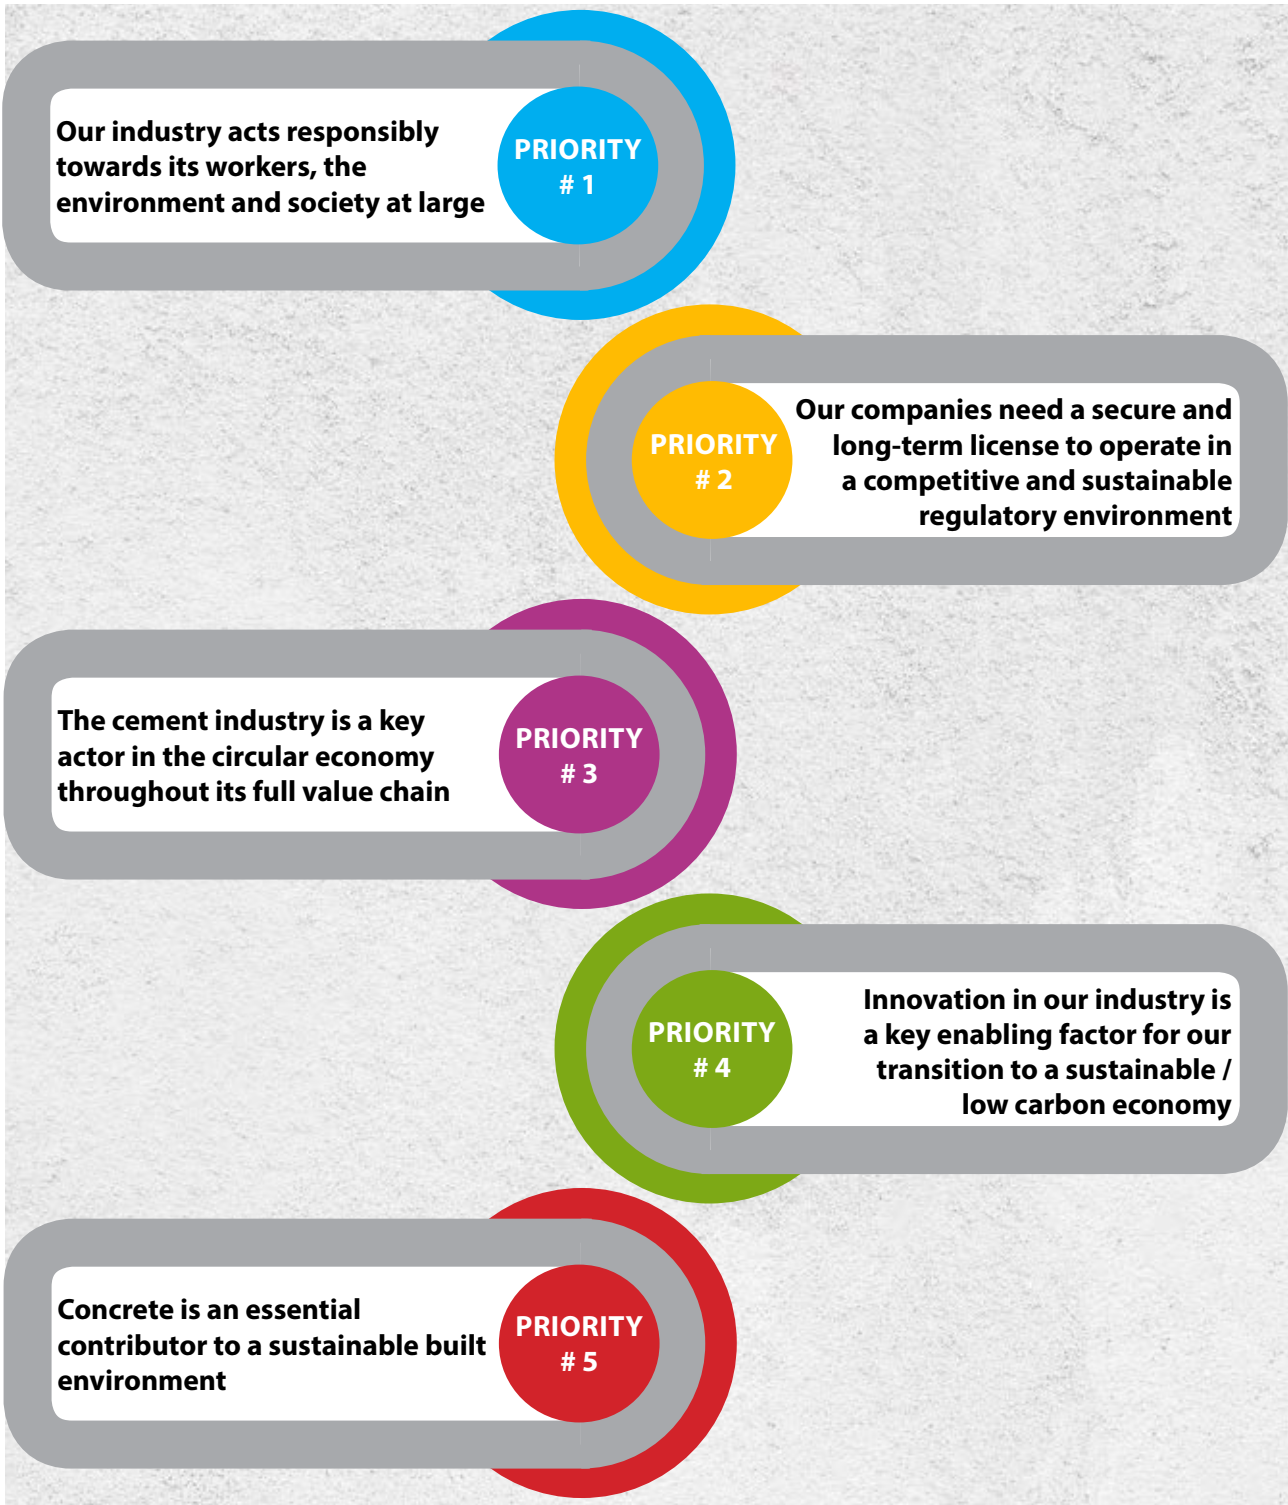 Our industry acts responsibly
towards its workers, the
environment and society at large
PRIORITY
# 1
PRIORITY
# 2
Our companies need a secure and
long-term license to operate in
a competitive and sustainable
regulatory environment
The cement industry is a key
actor in the circular economy
throughout its full value chain
PRIORITY
# 3
PRIORITY
# 4
Innovation in our industry is
a key enabling factor for our
transition to a sustainable /
low carbon economy
Concrete is an essential
contributor to a sustainable built
environment
PRIORITY
# 5